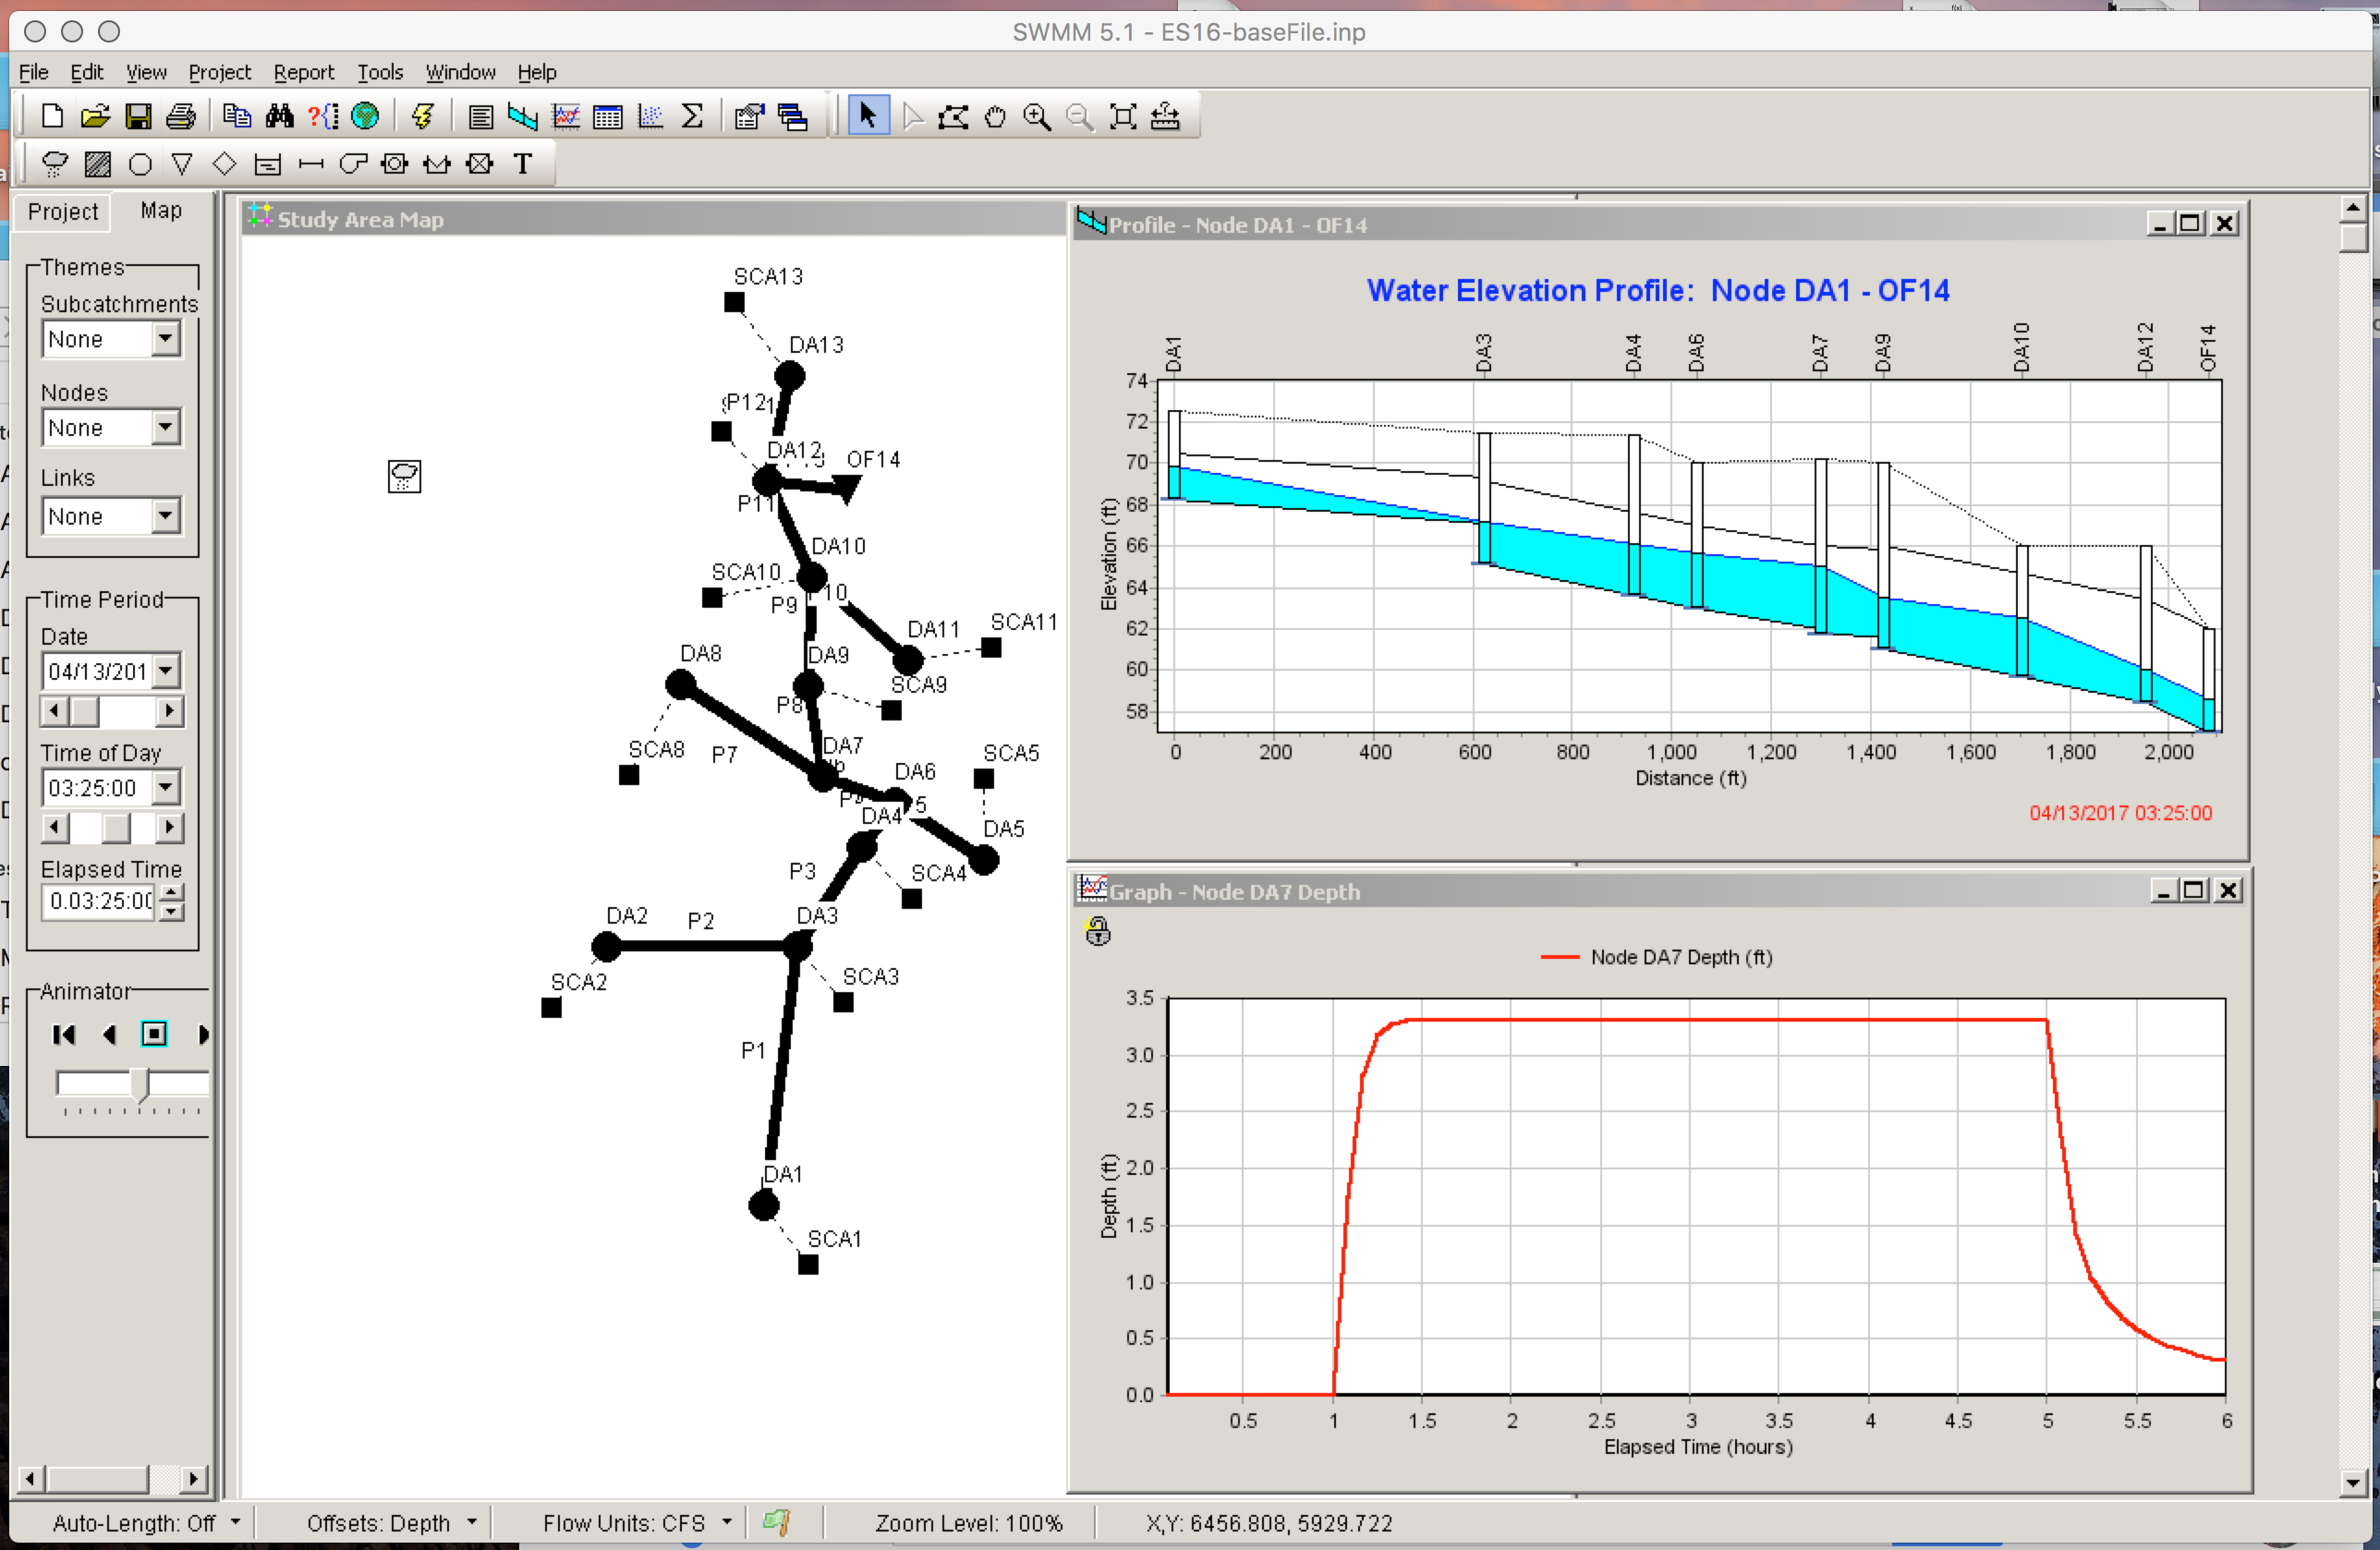 SWMM 5.1 - ES16-baseFile.inp
File Edit View Project Report Tools Window Help
T
Project Map
Themes
Subcatchments
None
Nodes
None
Links
None
Time Period
Date
04/13/201
Time of Day
03:25:00
Elapsed Time
0.03:25:00
Animator
Study Area Map
SCA13
DA13
P12
DA12
OF14
P11
DA10
SCA10
P9
10
DA11
SCA11
DA8
DA9
SCA9
P8
SCA8
P7
DA7
SCA5
DA6
5
DA4
DA5
P3
SCA4
DA2
P2
DA3
SCA2
SCA3
P1
DA1
SCA1
Profile - Node DA1 - OF14
Water Elevation Profile: Node DA1 - OF14
DA1 DA3 DA4 DA6 DA7 DA9 DA10 DA12 OF14
74
72
70
68
66
64
62
60
58
Elevation (ft)
0 200 400 600 800 1,000 1,200 1,400 1,600 1,800 2,000
Distance (ft)
04/13/2017 03:25:00
Graph - Node DA7 Depth
Node DA7 Depth (ft)
3.5
3.0
2.5
2.0
1.5
1.0
0.5
0.0
Depth (ft)
0.5 1 1.5 2 2.5 3 3.5 4 4.5 5 5.5 6
Elapsed Time (hours)
Auto-Length: Off Offsets: Depth Flow Units: CFS Zoom Level: 100% X,Y: 6456.808, 5929.722